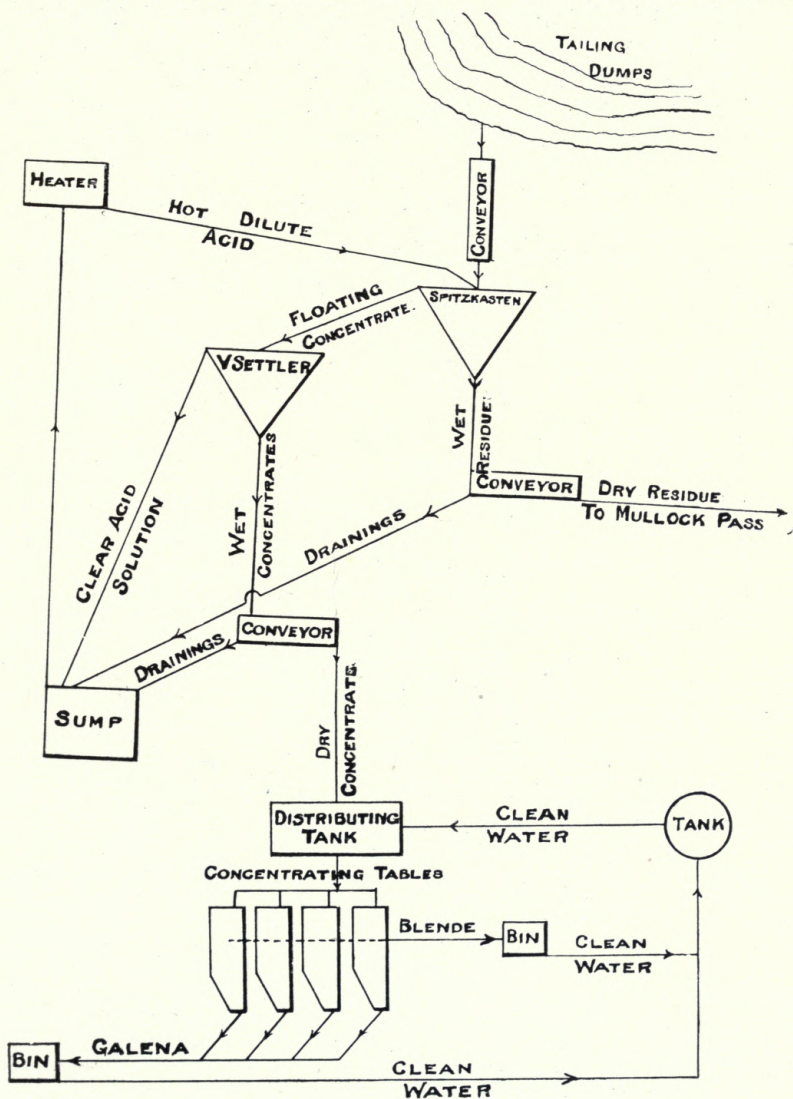 TAILING
DUMPS
CONVEYOR
HEATER
HOT DILUTE
ACID
SPITZKASTEN
FLOATING
CONCENTRATE.
V SETTLER
WET
RESIDUE
CONVEYOR
DRY RESIDUE
TO MULLOCK PASS
WET
CONCENTRATES
CLEAR ACID
SOLUTION
DRAININGS
CONVEYOR
DRAININGS
SUMP
DRY
CONCENTRATE.
DISTRIBUTING
TANK
CLEAN
WATER
TANK
CONCENTRATING TABLES
BLENDE
BIN
CLEAN
WATER
BIN
GALENA
CLEAN
WATER